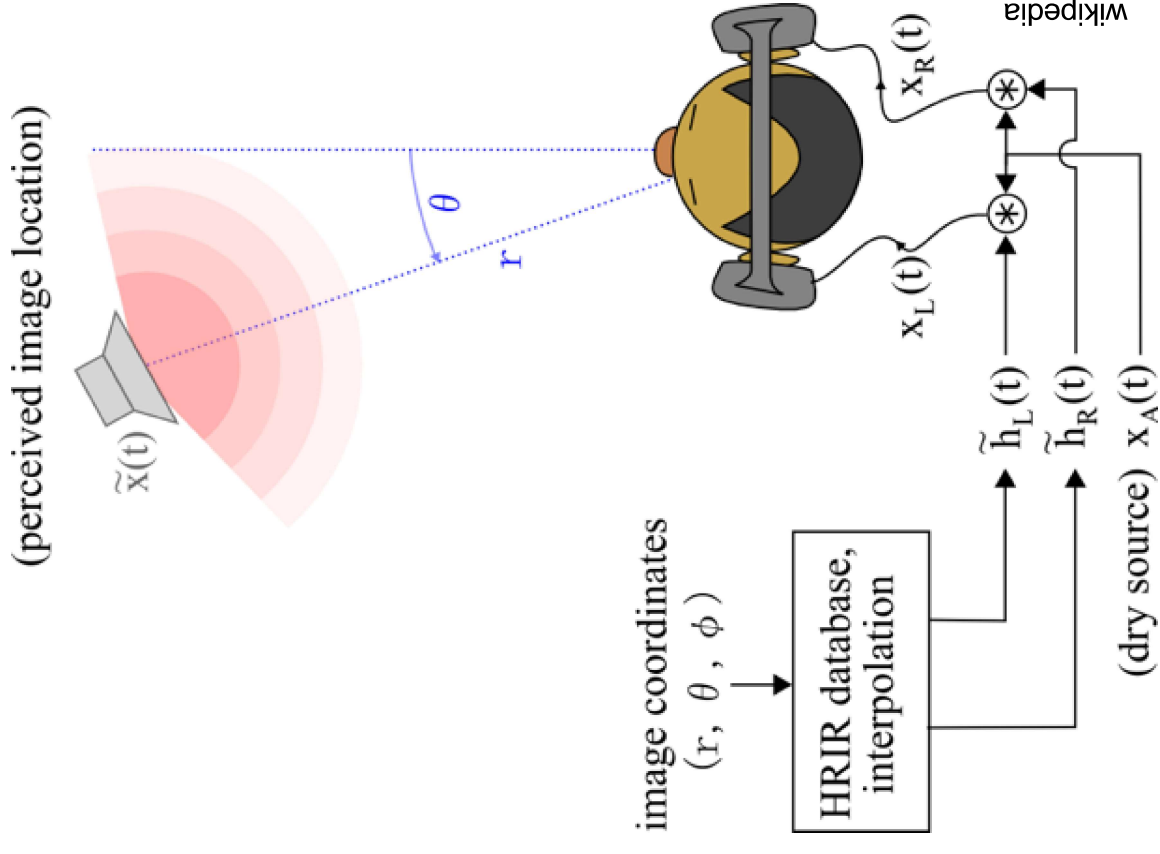 (perceived image location)
x̃(t)
θ
r
x_L(t)
x_R(t)
image coordinates
(r, θ, ϕ)
HRIR database,
interpolation
h̃_L(t)
h̃_R(t)
(dry source) x_A(t)
wikipedia